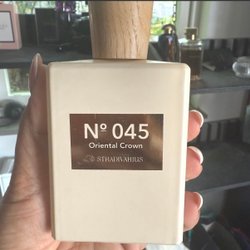 Nº 045
Oriental Crown
STRADIVARIUS